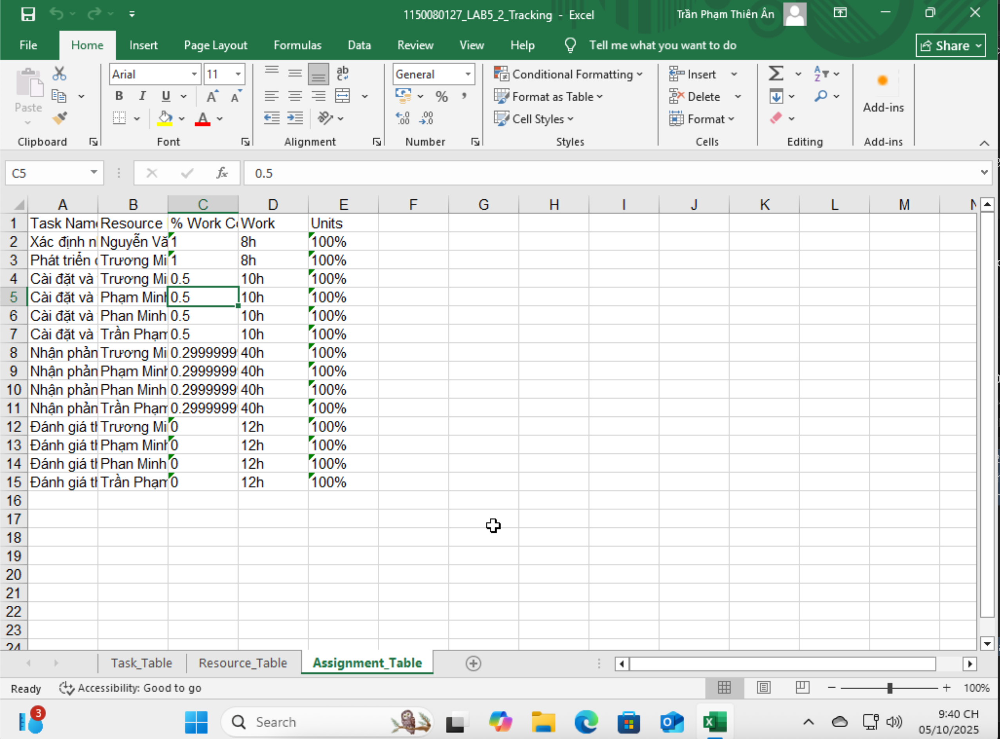 1150080127_LAB5_2_Tracking - Excel
Trần Phạm Thiên Ân
File Home Insert Page Layout Formulas Data Review View Help Tell me what you want to do Share
Paste
Arial 11
B I U A A
A
ab
General
% ,
Conditional Formatting
Format as Table
Cell Styles
Insert
Delete
Format
Σ
Add-ins
Clipboard Font Alignment Number Styles Cells Editing Add-ins
C5 fx 0.5
A B C D E F G H I J K L M
1 Task Name Resource % Work Co Work Units
2 Xác định n Nguyễn Vă 1 8h 100%
3 Phát triển Trương Mi 1 8h 100%
4 Cài đặt và Trương Mi 0.5 10h 100%
5 Cài đặt và Phạm Minh 0.5 10h 100%
6 Cài đặt và Phan Minh 0.5 10h 100%
7 Cài đặt và Trần Phạm 0.5 10h 100%
8 Nhận phản Trương Mi 0.2999999 40h 100%
9 Nhận phản Phạm Minh 0.2999999 40h 100%
10 Nhận phản Phan Minh 0.2999999 40h 100%
11 Nhận phản Trần Phạm 0.2999999 40h 100%
12 Đánh giá th Trương Mi 0 12h 100%
13 Đánh giá th Phạm Minh 0 12h 100%
14 Đánh giá th Phan Minh 0 12h 100%
15 Đánh giá th Trần Phạm 0 12h 100%
16
17
18
19
20
21
22
23
24
Task_Table Resource_Table Assignment_Table
Ready Accessibility: Good to go 100%
3
Search
9:40 CH
05/10/2025